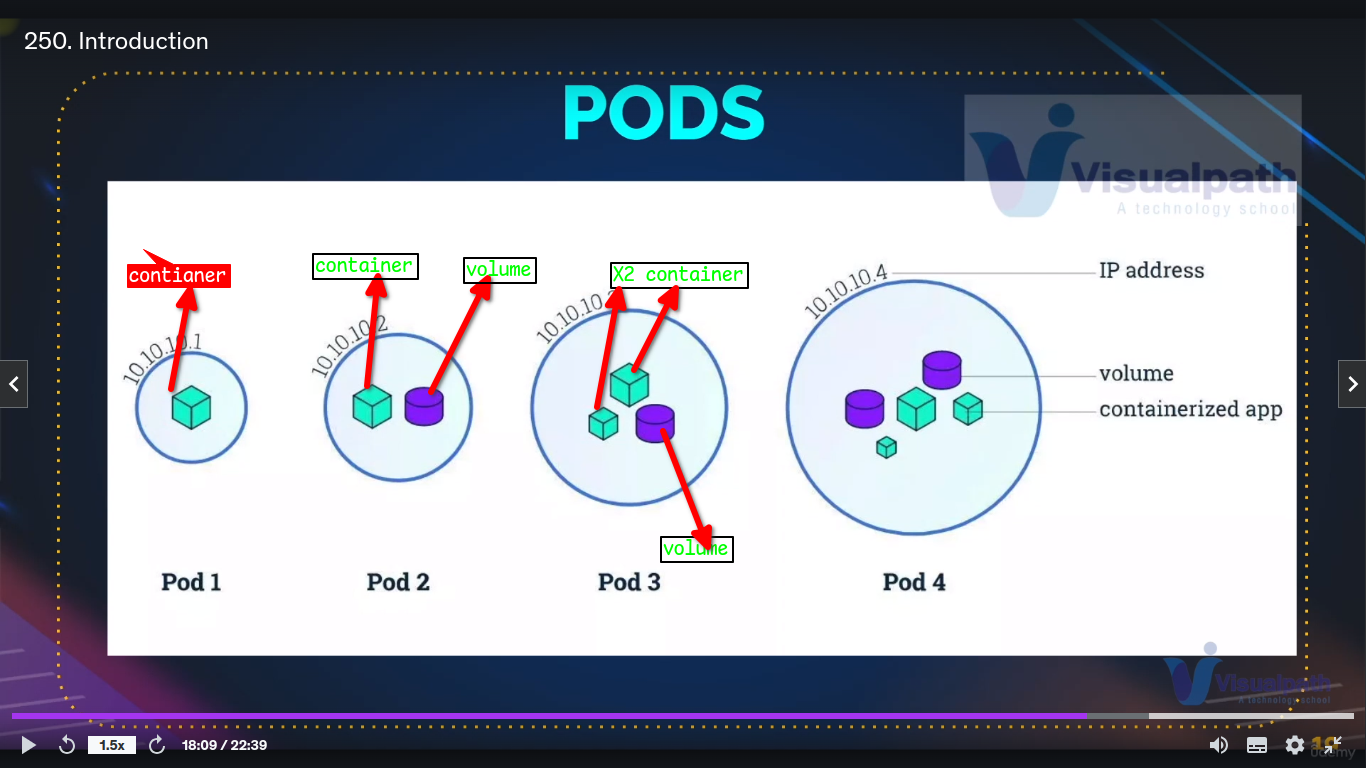 250. Introduction
PODS
Visualpath
A technology school
contianer
container
volume
X2 container
10.10.10.1
10.10.10.2
10.10.10.
10.10.10.4
IP address
volume
containerized app
volume
Pod 1
Pod 2
Pod 3
Pod 4
Visualpath
A technology school
1.5x
18:09 / 22:39
udemy